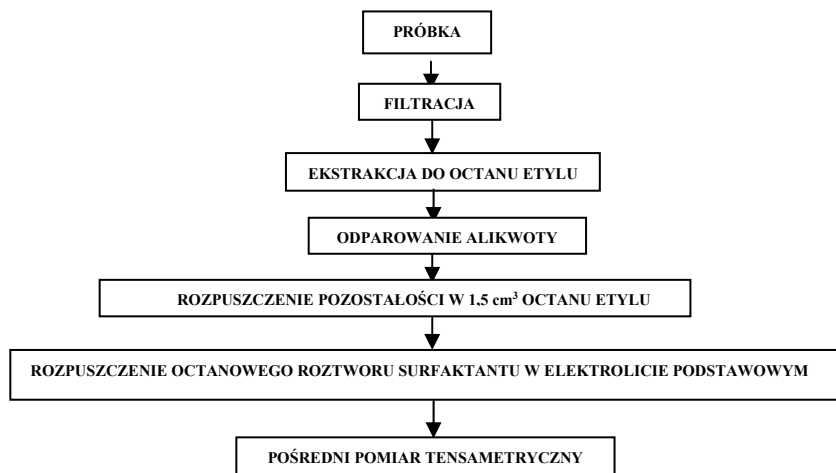 PRÓBKA
FILTRACJA
EKSTRAKCJA DO OCTANU ETYLU
ODPAROWANIE ALIKWOTY
ROZPUSZCZENIE POZOSTAŁOŚCI W 1,5 cm³ OCTANU ETYLU
ROZPUSZCZENIE OCTANOWEGO ROZTWORU SURFAKTANTU W ELEKTROLICIE PODSTAWOWYM
POŚREDNI POMIAR TENSAMETRYCZNY